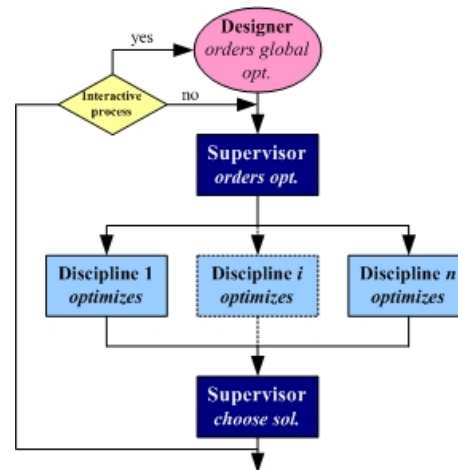 yes
Designer
orders global
opt.
Interactive
process
no
Supervisor
orders opt.
Discipline 1
optimizes
Discipline i
optimizes
Discipline n
optimizes
Supervisor
choose sol.